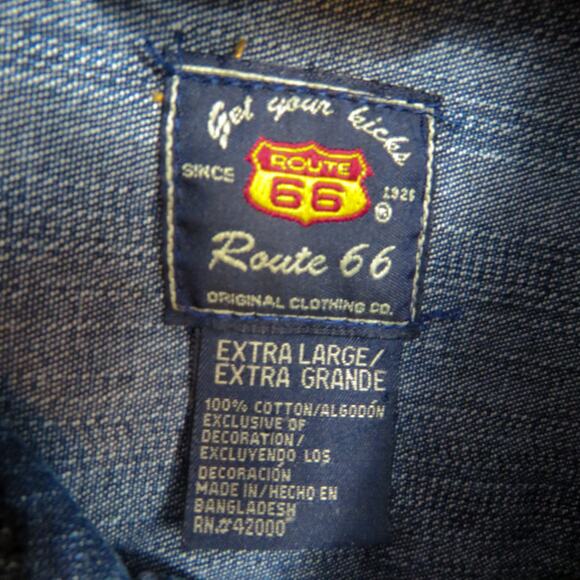 Get your kicks
ROUTE
SINCE 66 1926
®
Route 66
ORIGINAL CLOTHING CO.
EXTRA LARGE/
EXTRA GRANDE
100% COTTON/ALGODÓN
EXCLUSIVE OF
DECORATION/
EXCLUYENDO LOS
DECORACIÓN
MADE IN/HECHO EN
BANGLADESH
RN#42000